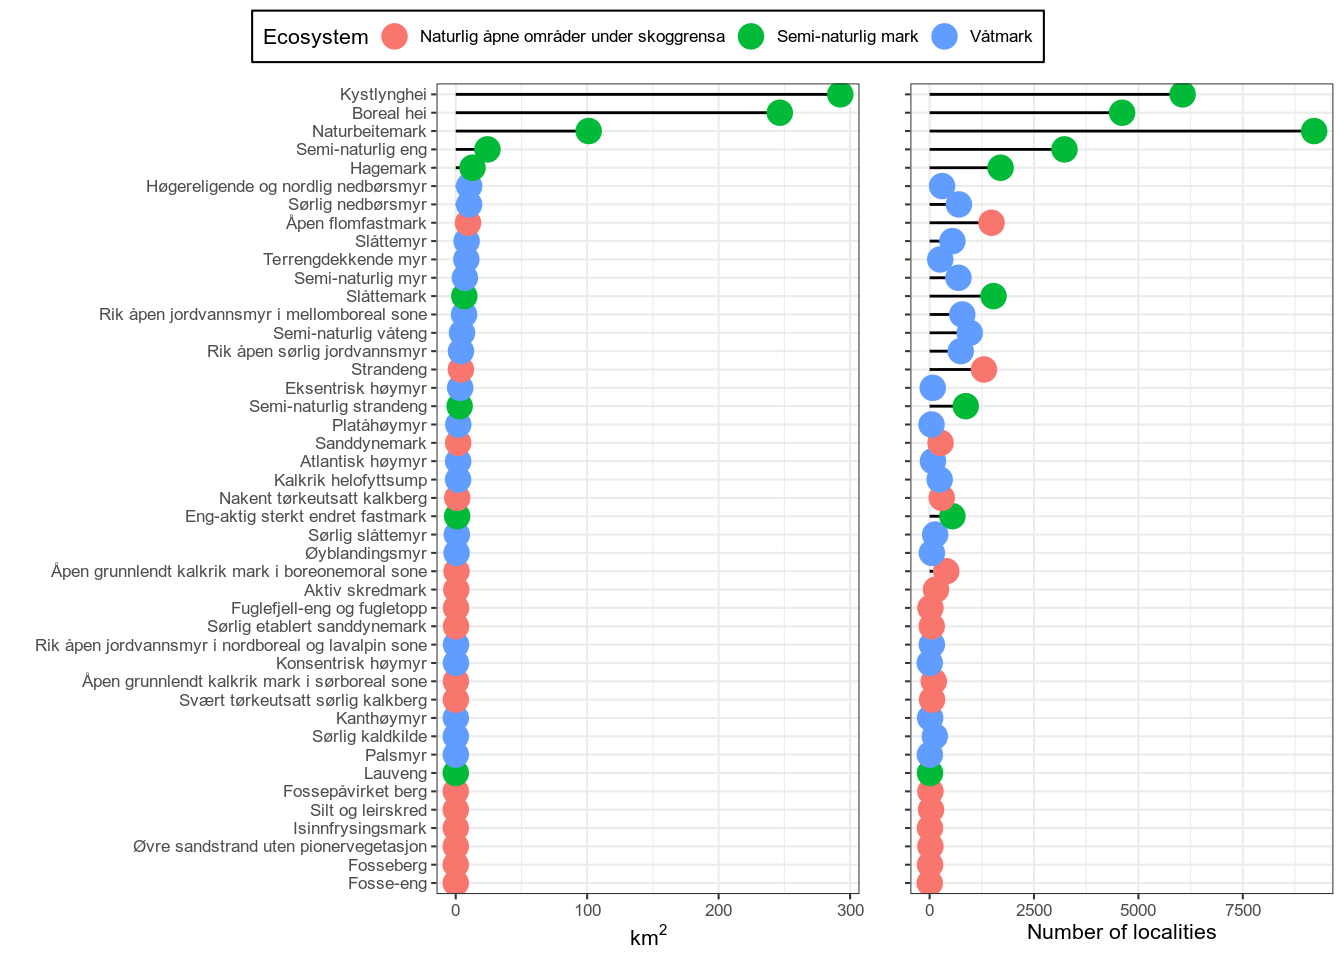 Ecosystem Naturlig åpne områder under skoggrensa Semi-naturlig mark Våtmark
Kystlynghei
Boreal hei
Naturbeitemark
Semi-naturlig eng
Hagemark
Høgereligende og nordlig nedbørsmyr
Sørlig nedbørsmyr
Åpen flomfastmark
Slåttemyr
Terrengdekkende myr
Semi-naturlig myr
Slåttemark
Rik åpen jordvannsmyr i mellomboreal sone
Semi-naturlig våteng
Rik åpen sørlig jordvannsmyr
Strandeng
Eksentrisk høymyr
Semi-naturlig strandeng
Platåhøymyr
Sanddynemark
Atlantisk høymyr
Kalkrik helofyttsump
Nakent tørkeutsatt kalkberg
Eng-aktig sterkt endret fastmark
Sørlig slåttemyr
Øyblandingsmyr
Åpen grunnlendt kalkrik mark i boreonemoral sone
Aktiv skredmark
Fuglefjell-eng og fugletopp
Sørlig etablert sanddynemark
Rik åpen jordvannsmyr i nordboreal og lavalpin sone
Konsentrisk høymyr
Åpen grunnlendt kalkrik mark i sørboreal sone
Svært tørkeutsatt sørlig kalkberg
Kanthøymyr
Sørlig kaldkilde
Palsmyr
Lauveng
Fossepåvirket berg
Silt og leirskred
Isinnfrysingsmark
Øvre sandstrand uten pionervegetasjon
Fosseberg
Fosse-eng
0 100 200 300
km²
0 2500 5000 7500
Number of localities